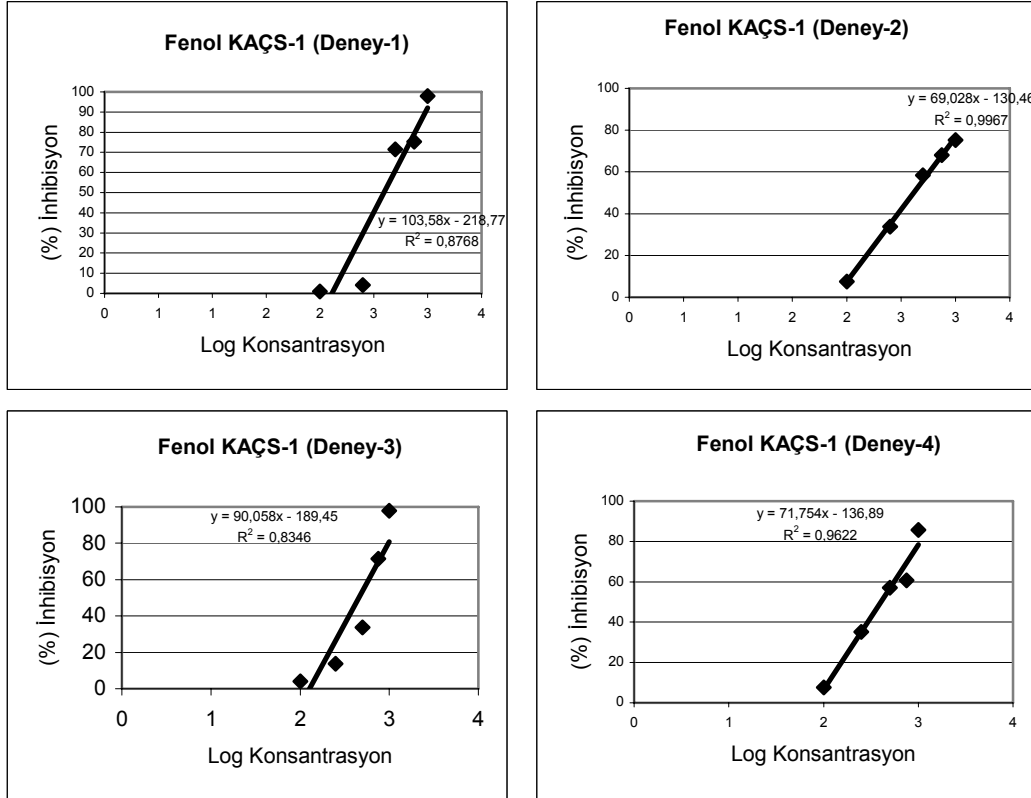 Fenol KAÇS-1 (Deney-1)
100
90
80
70
60
50
40
30
20
10
0
y = 103,58x - 218,77
R² = 0,8768
0 1 1 2 2 3 3 4
(%) İnhibisyon
Log Konsantrasyon
Fenol KAÇS-1 (Deney-2)
100
80
60
40
20
0
y = 69,028x - 130,46
R² = 0,9967
0 1 1 2 2 3 3 4
(%) İnhibisyon
Log Konsantrasyon
Fenol KAÇS-1 (Deney-3)
100
80
60
40
20
0
y = 90,058x - 189,45
R² = 0,8346
0 1 2 3 4
(%) İnhibisyon
Log Konsantrasyon
Fenol KAÇS-1 (Deney-4)
100
80
60
40
20
0
y = 71,754x - 136,89
R² = 0,9622
0 1 2 3 4
(%) İnhibisyon
Log Konsantrasyon